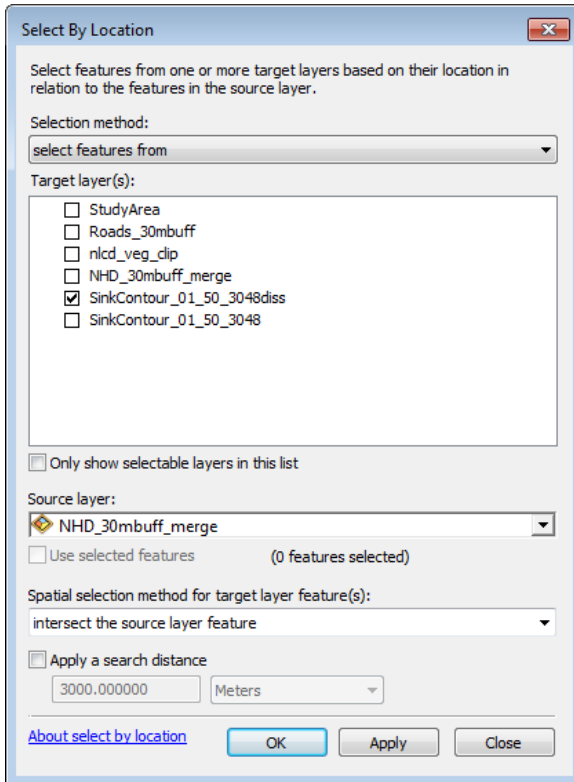 Select By Location
Select features from one or more target layers based on their location in
relation to the features in the source layer.
Selection method:
select features from
Target layer(s):
StudyArea
Roads_30mbuff
nlcd_veg_clip
NHD_30mbuff_merge
SinkContour_01_50_3048diss
SinkContour_01_50_3048
Only show selectable layers in this list
Source layer:
NHD_30mbuff_merge
Use selected features (0 features selected)
Spatial selection method for target layer feature(s):
intersect the source layer feature
Apply a search distance
3000.000000 Meters
About select by location OK Apply Close